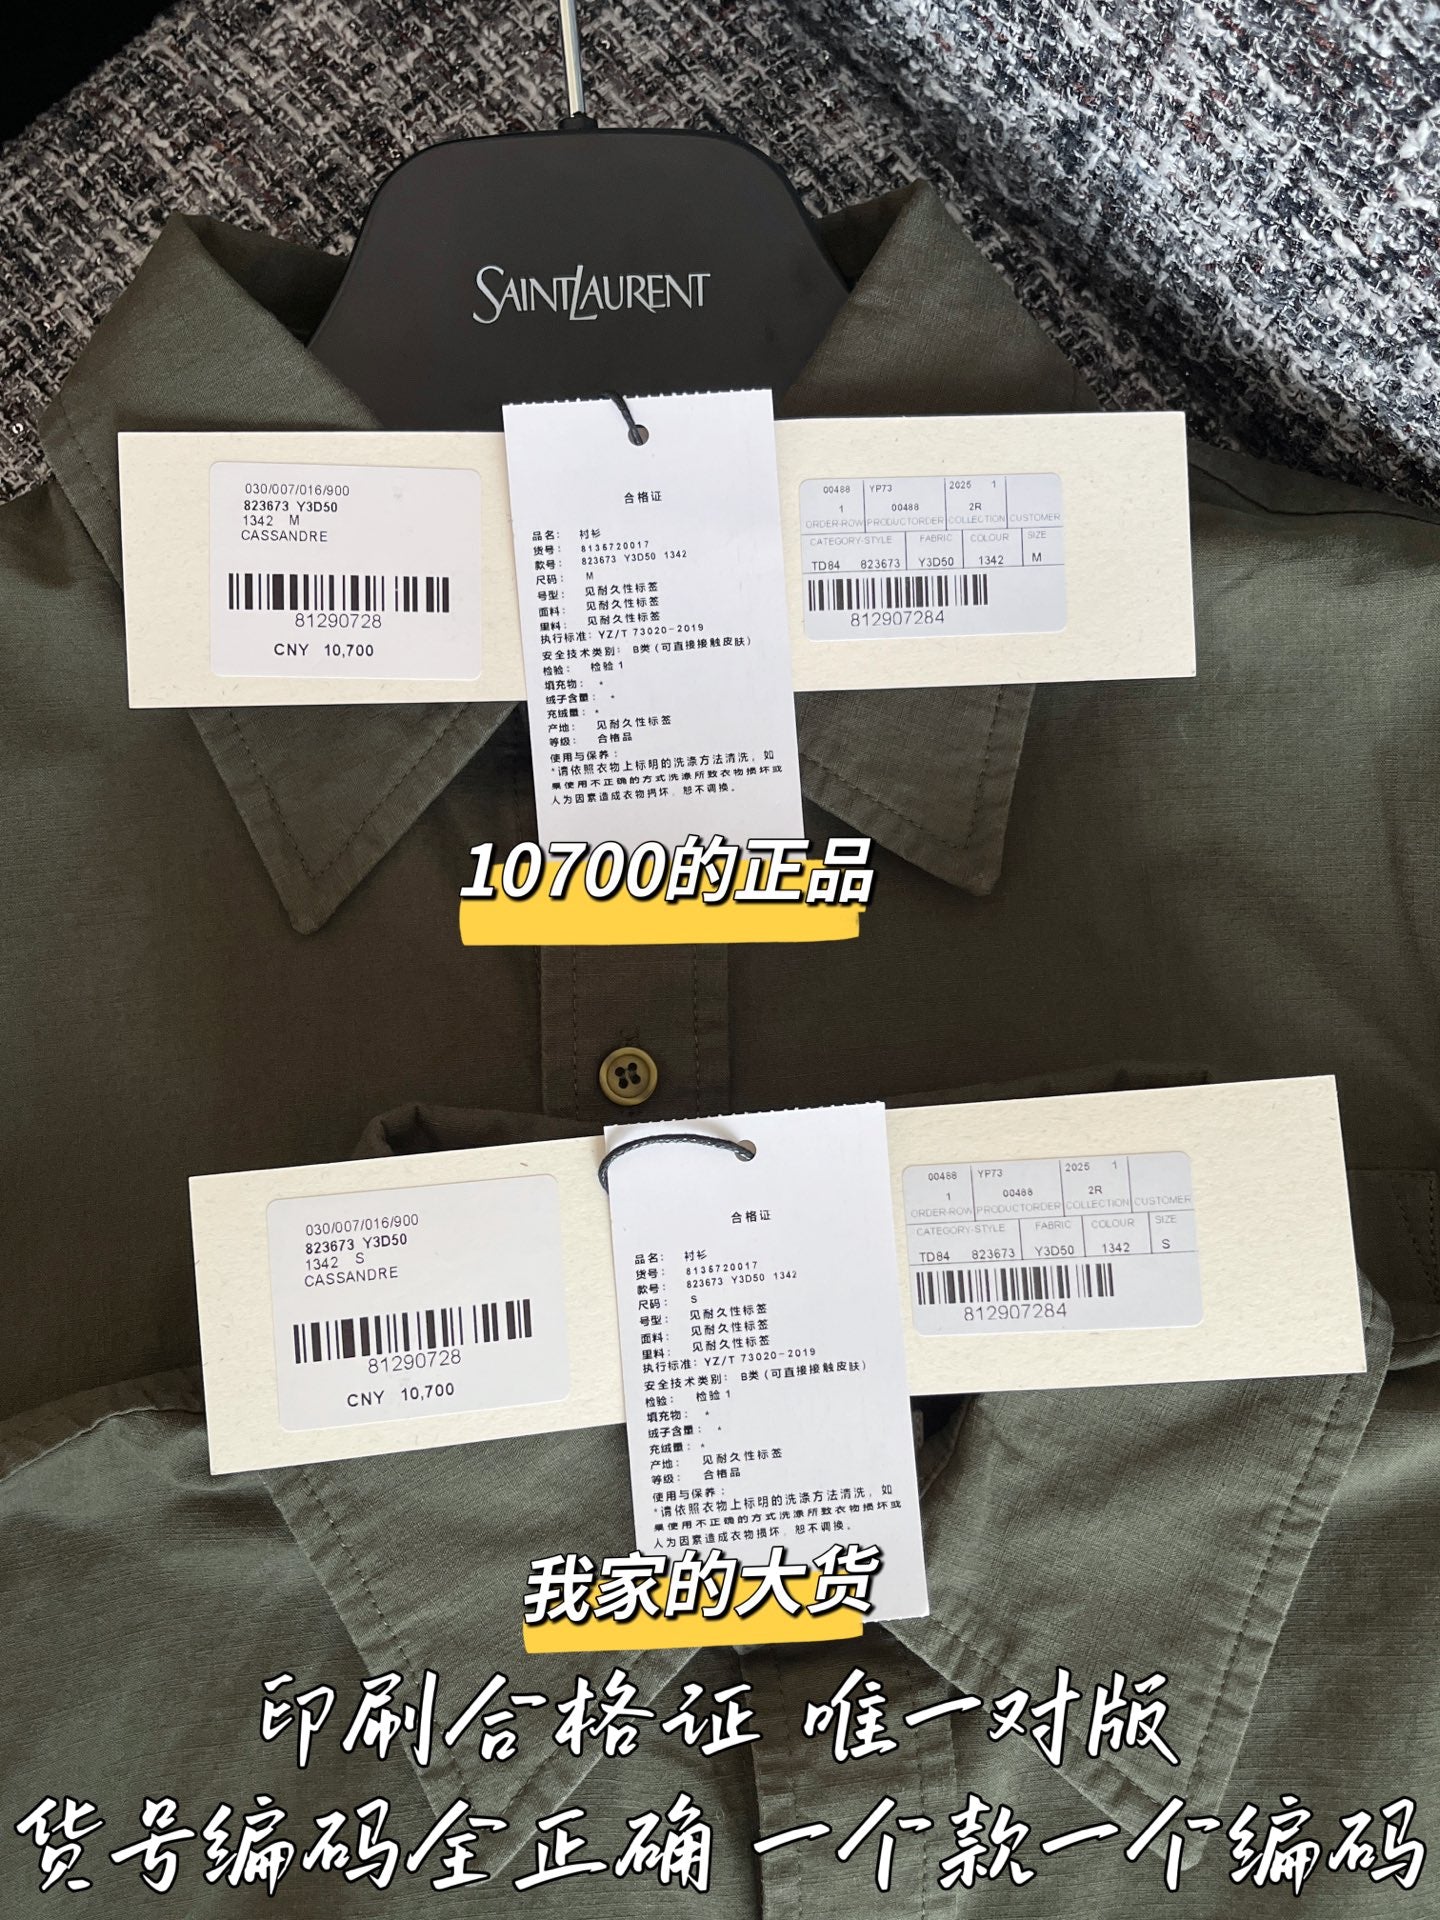 SAINT LAURENT
030/007/016/900
823673 Y3D50
1342 M
CASSANDRE
81290728
CNY 10,700
合格证
品名： 衬衫
货号： 8135720017
款号： 823673 Y3D50 1342
尺码： M
号型： 见耐久性标签
面料： 见耐久性标签
里料： 见耐久性标签
执行标准：YZ/T 73020-2019
安全技术类别： B类(可直接接触皮肤)
检验： 检验1
填充物： *
绒子含量： *
充绒量： *
产地： 见耐久性标签
等级： 合格品
使用与保养：
*请依照衣物上标明的洗涤方法清洗，如
果使用不正确的方式洗涤所致衣物损坏或
人为因素造成衣物损坏，恕不调换。
00488 YP73 2025 1
1 00488 2R
ORDER-ROW PRODUCTORDER COLLECTION CUSTOMER
CATEGORY-STYLE FABRIC COLOUR SIZE
TD84 823673 Y3D50 1342 M
812907284
10700的正品
030/007/016/900
823673 Y3D50
1342 S
CASSANDRE
81290728
CNY 10,700
合格证
品名： 衬衫
货号： 8135720017
款号： 823673 Y3D50 1342
尺码： S
号型： 见耐久性标签
面料： 见耐久性标签
里料： 见耐久性标签
执行标准：YZ/T 73020-2019
安全技术类别： B类(可直接接触皮肤)
检验： 检验1
填充物： *
绒子含量： *
充绒量： *
产地： 见耐久性标签
等级： 合格品
使用与保养：
*请依照衣物上标明的洗涤方法清洗，如
果使用不正确的方式洗涤所致衣物损坏或
人为因素造成衣物损坏，恕不调换。
00488 YP73 2025 1
1 00488 2R
ORDER-ROW PRODUCTORDER COLLECTION CUSTOMER
CATEGORY-STYLE FABRIC COLOUR SIZE
TD84 823673 Y3D50 1342 S
812907284
我家的大货
印刷合格证 唯一对版
货号编码全正确 一个款一个编码